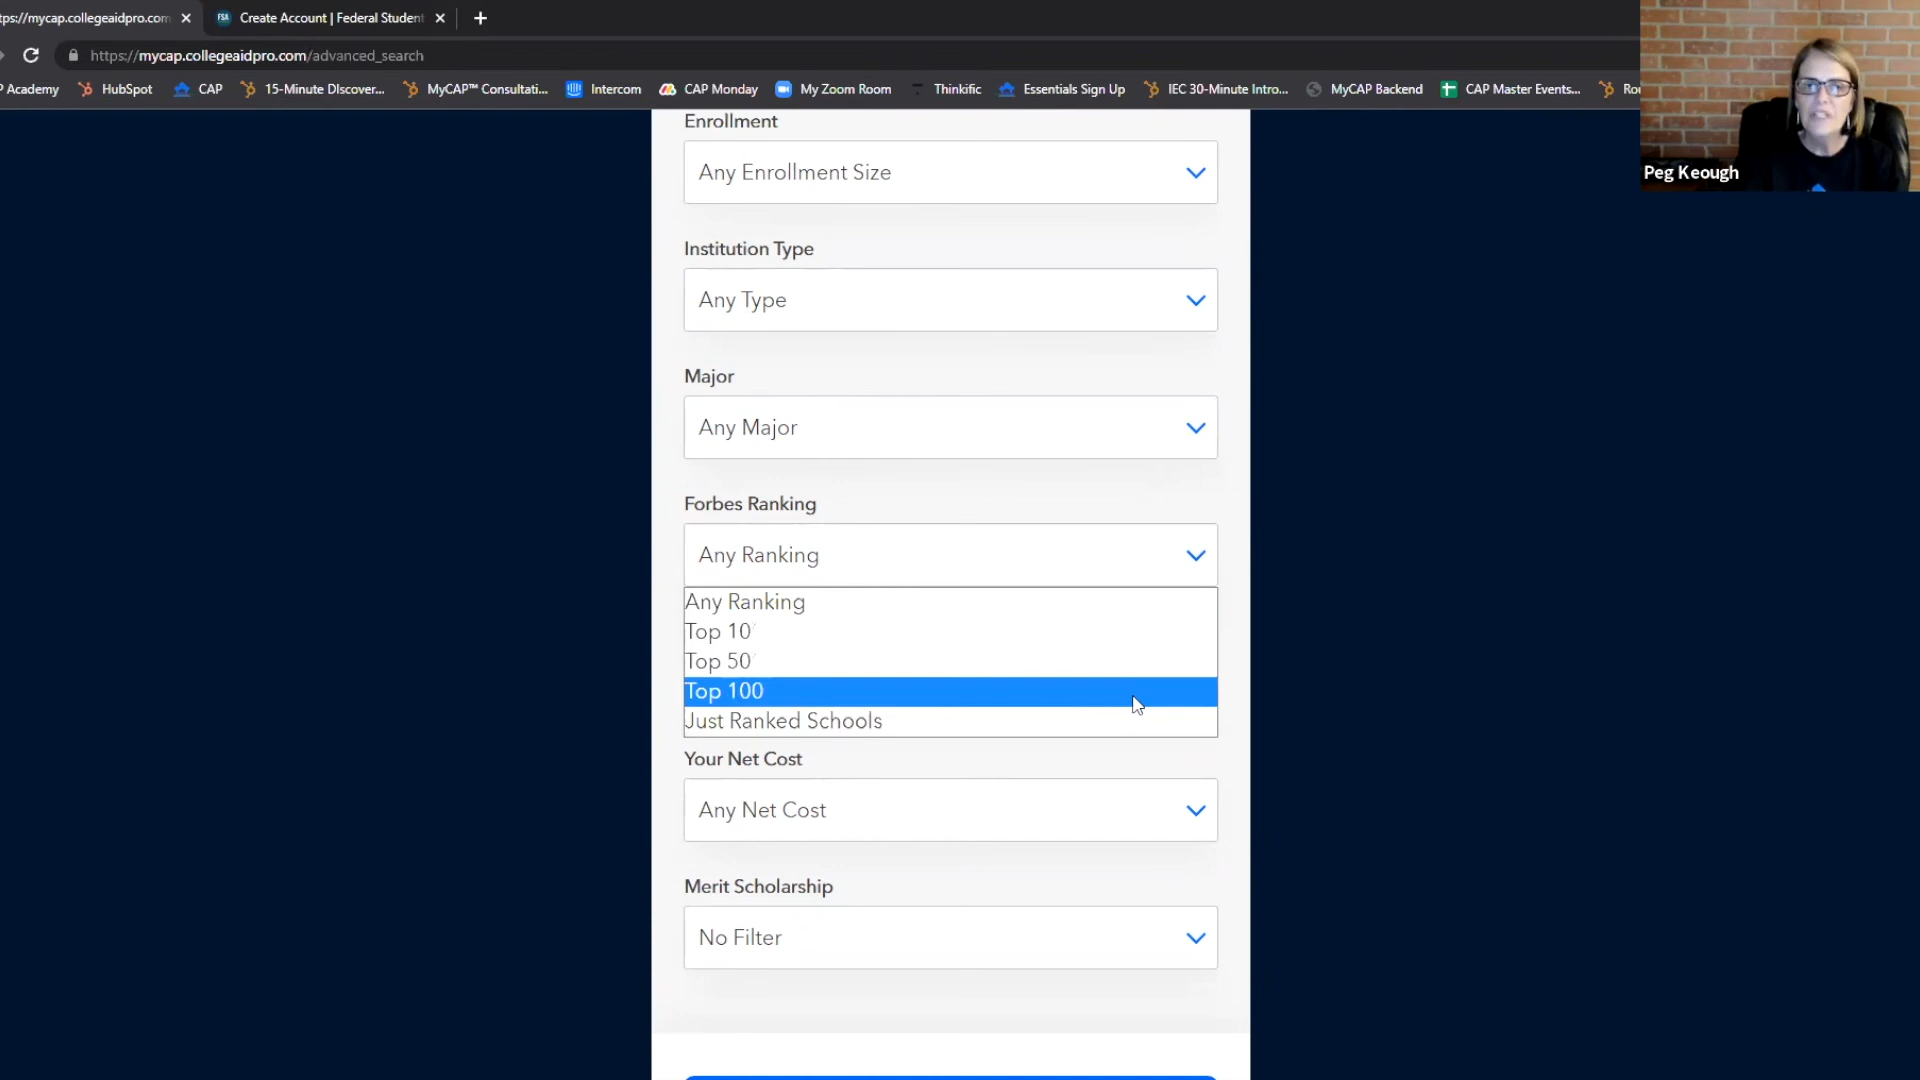 tps://mycap.collegeaidpro.com
Create Account | Federal Student
https://mycap.collegeaidpro.com/advanced_search
P Academy HubSpot CAP 15-Minute DIscover... MyCAP™ Consultati... Intercom CAP Monday My Zoom Room Thinkific Essentials Sign Up IEC 30-Minute Intro... MyCAP Backend CAP Master Events... Rou
Peg Keough
Enrollment
Any Enrollment Size
Institution Type
Any Type
Major
Any Major
Forbes Ranking
Any Ranking
Any Ranking
Top 10
Top 50
Top 100
Just Ranked Schools
Your Net Cost
Any Net Cost
Merit Scholarship
No Filter